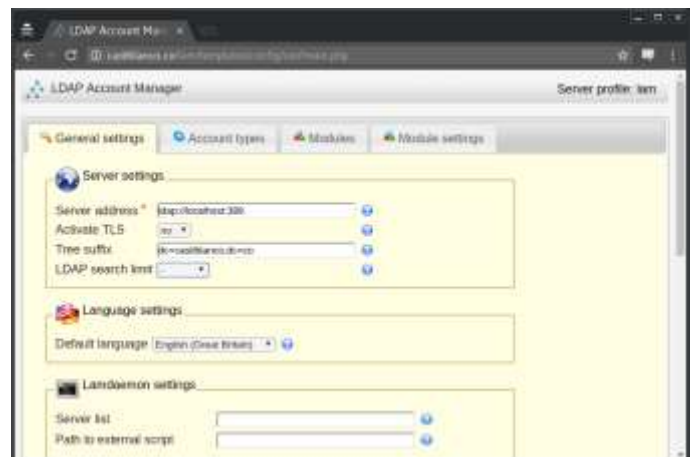 LDAP Account Ma
LDAP Account Manager
Server profile: lam
General settings
Account types
Modules
Module settings
Server settings
Server address *
ldap://localhost:389
Activate TLS
no
Tree suffix
LDAP search limit
-
Language settings
Default language
English (Great Britain)
Lamdaemon settings
Server list
Path to external script